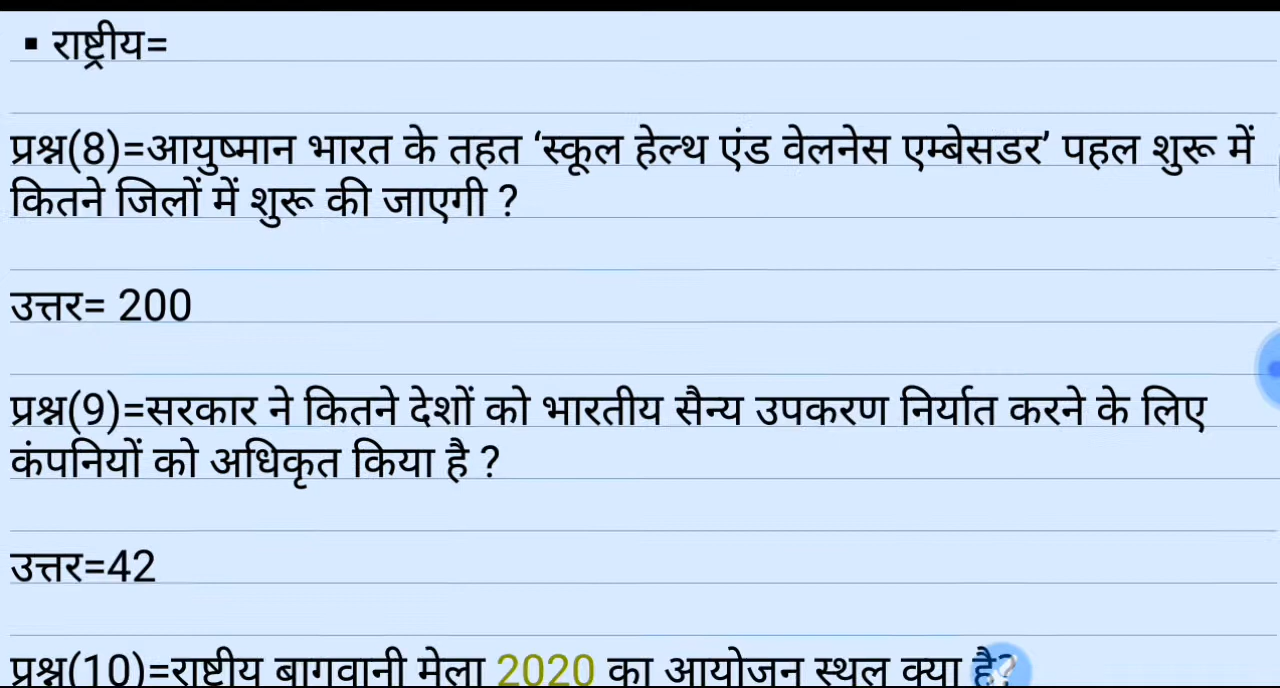 ▪ राष्ट्रीय=
प्रश्न(8)=आयुष्मान भारत के तहत ‘स्कूल हेल्थ एंड वेलनेस एम्बेसडर’ पहल शुरू में
कितने जिलों में शुरू की जाएगी ?
उत्तर= 200
प्रश्न(9)=सरकार ने कितने देशों को भारतीय सैन्य उपकरण निर्यात करने के लिए
कंपनियों को अधिकृत किया है ?
उत्तर=42
प्रश्न(10)=राष्टीय बागवानी मेला 2020 का आयोजन स्थल क्या है?